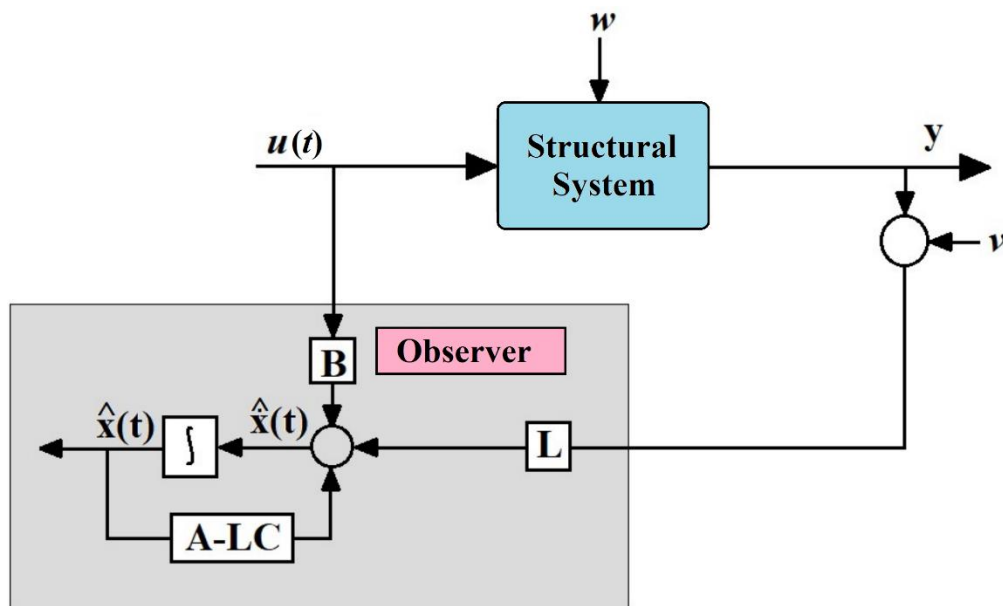 w
u(t)
Structural
System
y
v
B
Observer
x̂(t)
∫
ẋ̂(t)
L
A-LC